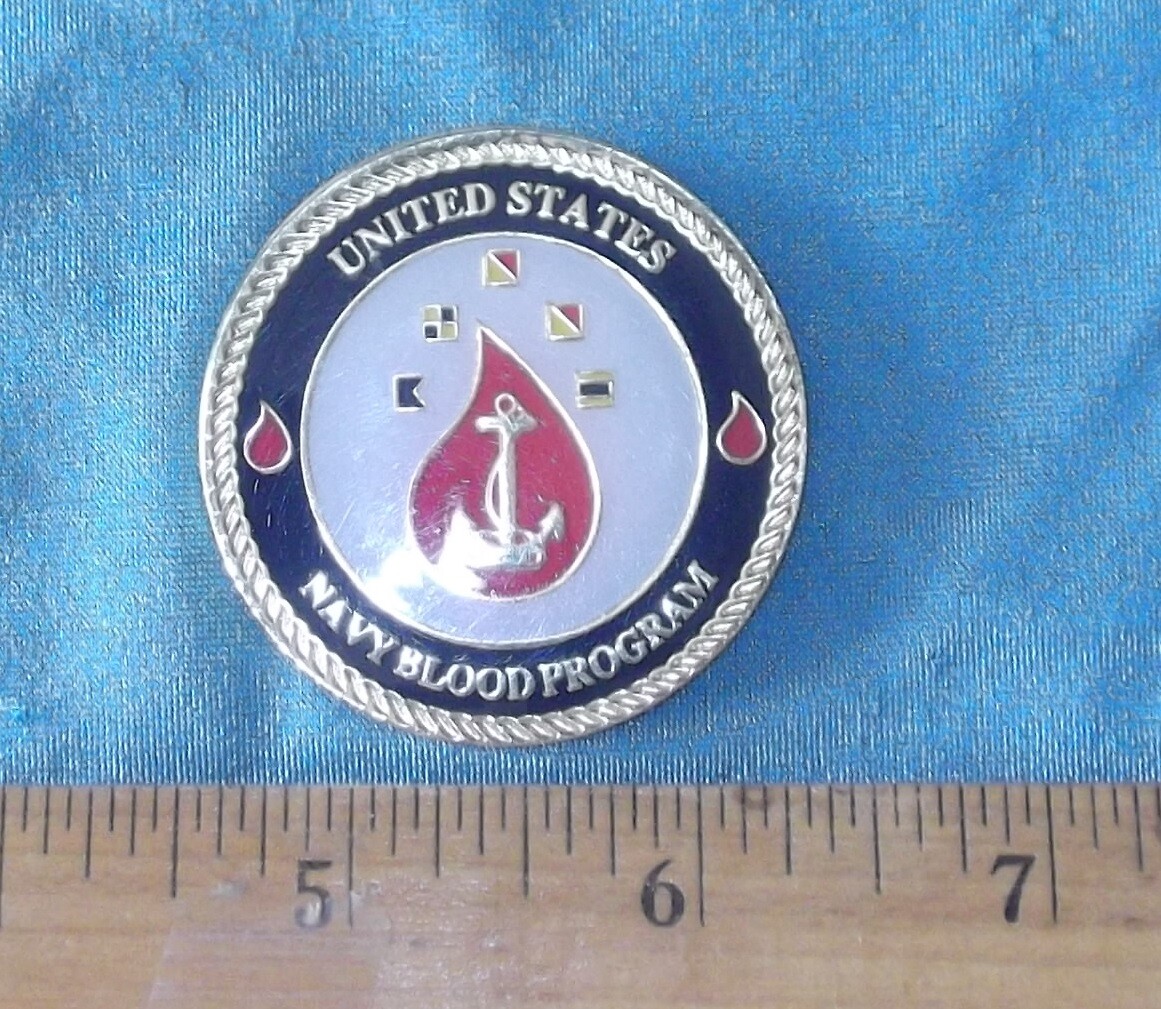 UNITED STATES
NAVY BLOOD PROGRAM
5 6 7